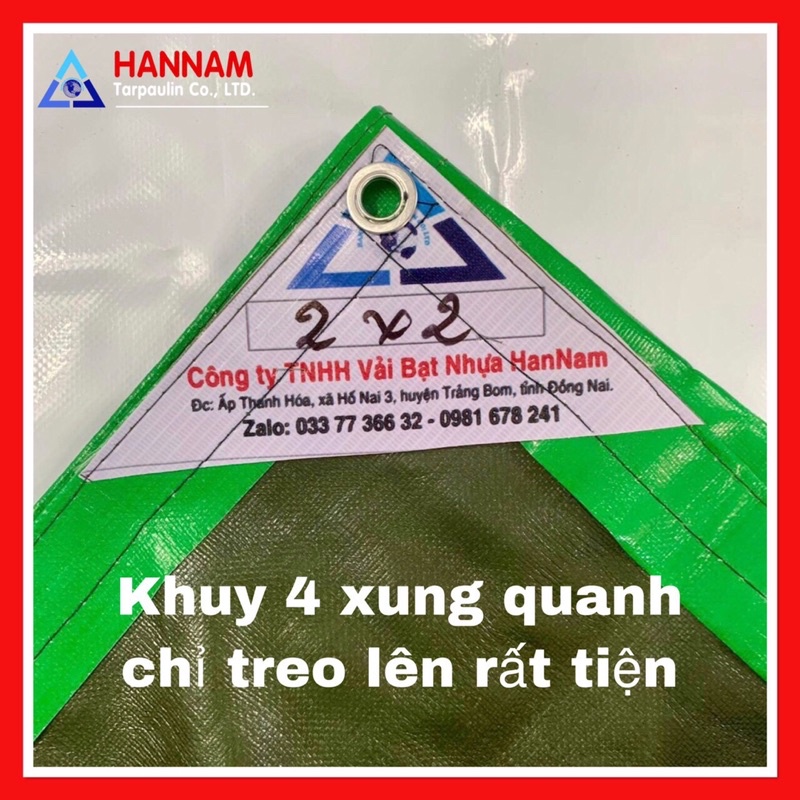 HANNAM
Tarpaulin Co., LTD.
2 x 2
Công ty TNHH Vải Bạt Nhựa HanNam
Đc: Ấp Thanh Hóa, xã Hố Nai 3, huyện Trảng Bom, tỉnh Đồng Nai.
Zalo: 033 77 366 32 - 0981 678 241
Khuy 4 xung quanh
chỉ treo lên rất tiện